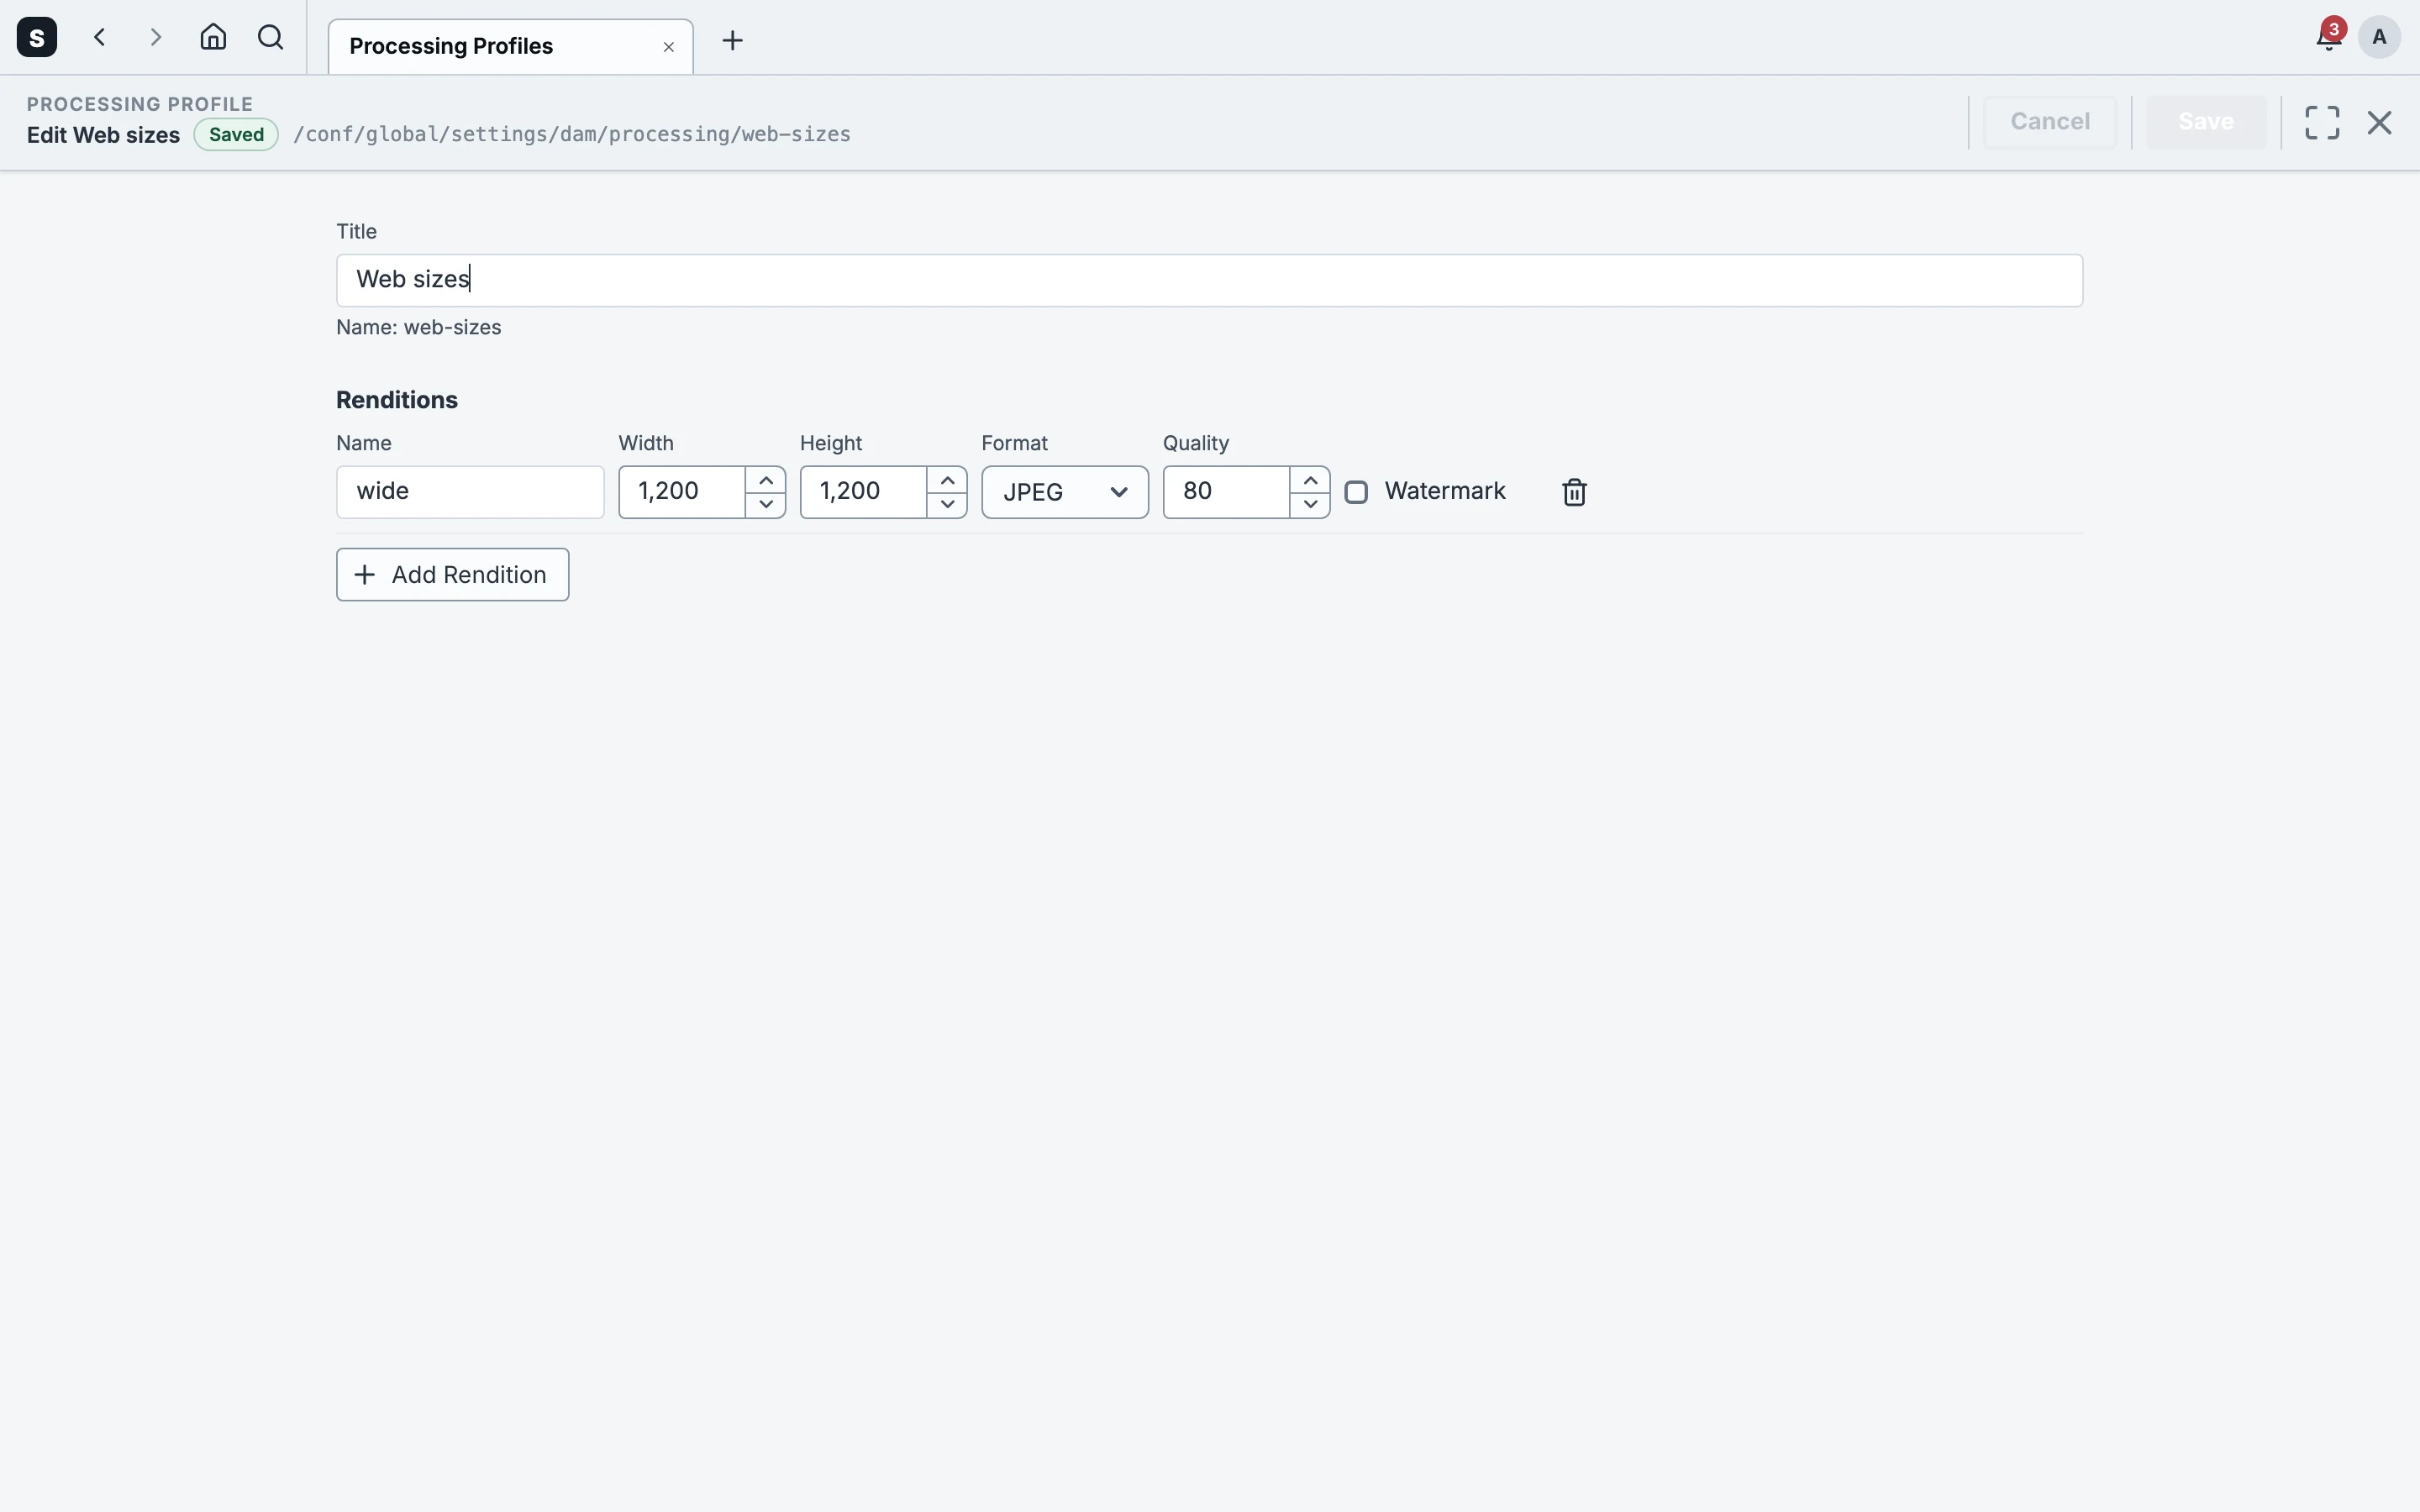 S
Processing Profiles
3
A
PROCESSING PROFILE
Edit Web sizes Saved /conf/global/settings/dam/processing/web-sizes
Cancel
Save
Title
Web sizes
Name: web-sizes
Renditions
Name Width Height Format Quality
wide 1,200 1,200 JPEG 80 Watermark
Add Rendition